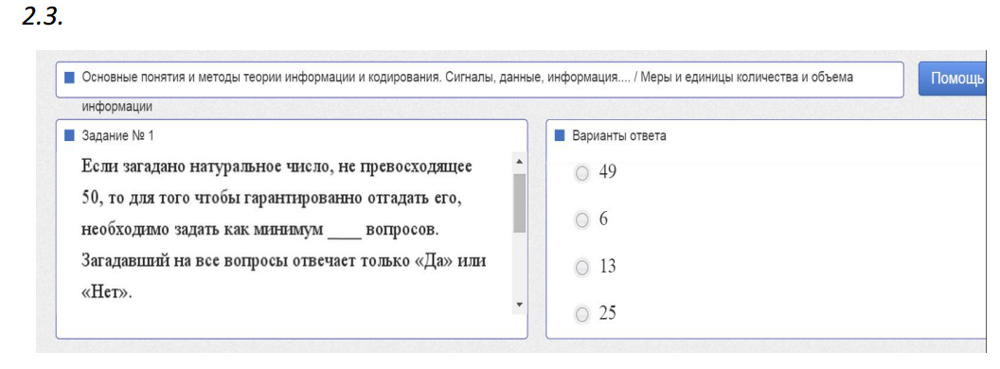 2.3.
Основные понятия и методы теории информации и кодирования. Сигналы, данные, информация.... / Меры и единицы количества и объема
информации
Помощь
Задание № 1
Если загадано натуральное число, не превосходящее
50, то для того чтобы гарантированно отгадать его,
необходимо задать как минимум ____ вопросов.
Загадавший на все вопросы отвечает только «Да» или
«Нет».
Варианты ответа
49
6
13
25